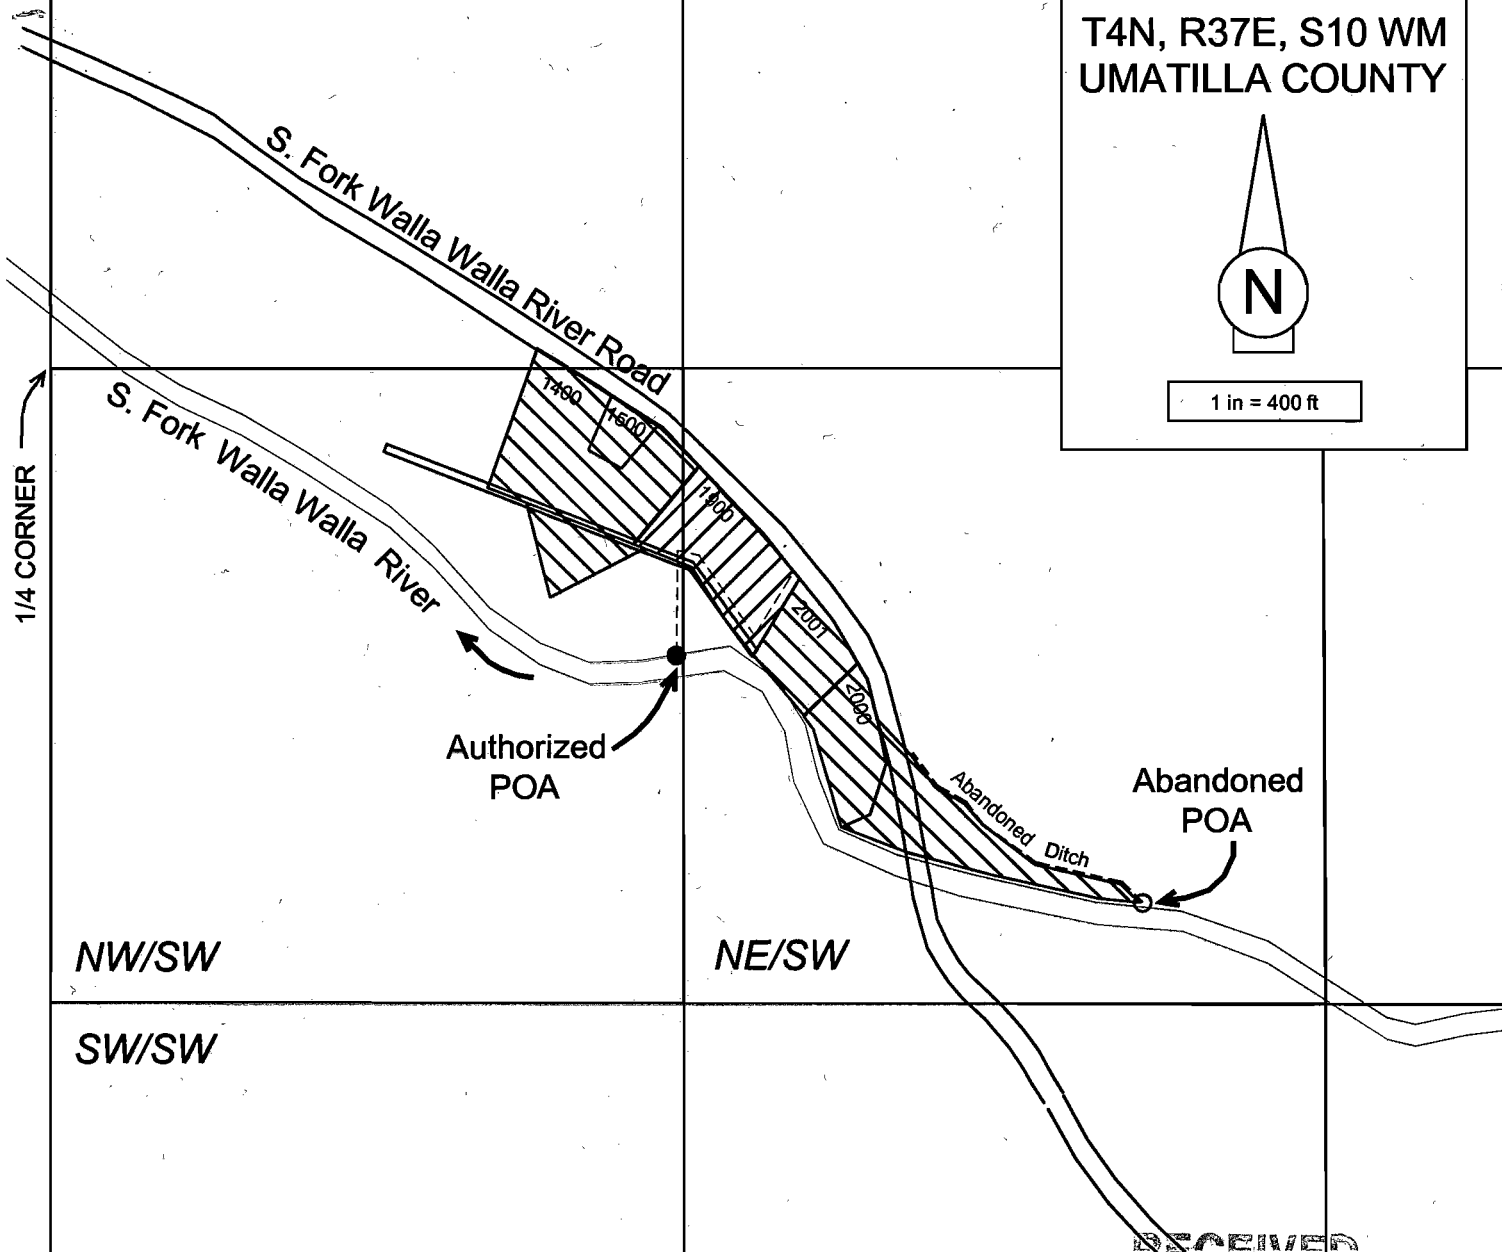 T4N, R37E, S10 WM
UMATILLA COUNTY
N
1 in = 400 ft
S. Fork Walla Walla River Road
1/4 CORNER
S. Fork Walla Walla River
1400
1500
1900
2001
2000
Authorized
POA
Abandoned Ditch
Abandoned
POA
NW/SW
NE/SW
SW/SW
RECEIVED